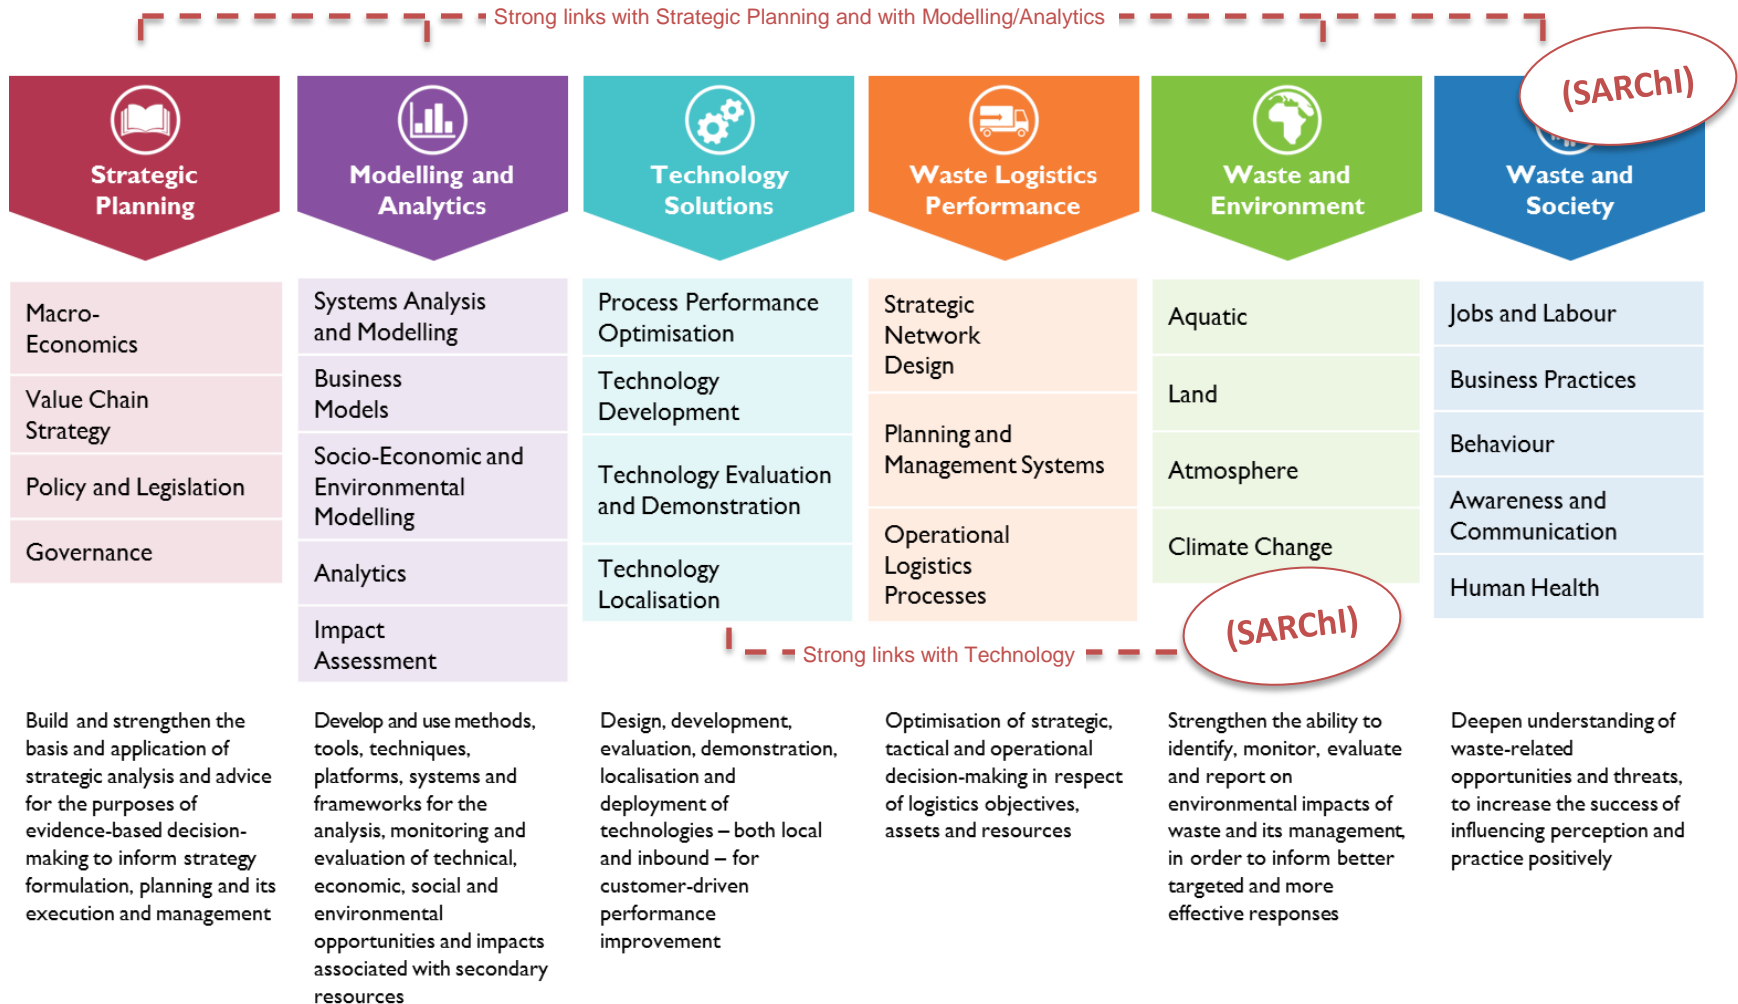 Strong links with Strategic Planning and with Modelling/Analytics
(SARChI)
Strategic
Planning
Modelling and
Analytics
Technology
Solutions
Waste Logistics
Performance
Waste and
Environment
Waste and
Society
Macro-
Economics
Value Chain
Strategy
Policy and Legislation
Governance
Systems Analysis
and Modelling
Business
Models
Socio-Economic and
Environmental
Modelling
Analytics
Impact
Assessment
Process Performance
Optimisation
Technology
Development
Technology Evaluation
and Demonstration
Technology
Localisation
Strategic
Network
Design
Planning and
Management Systems
Operational
Logistics
Processes
Aquatic
Land
Atmosphere
Climate Change
Jobs and Labour
Business Practices
Behaviour
Awareness and
Communication
Human Health
(SARChI)
Strong links with Technology
Build and strengthen the
basis and application of
strategic analysis and advice
for the purposes of
evidence-based decision-
making to inform strategy
formulation, planning and its
execution and management
Develop and use methods,
tools, techniques,
platforms, systems and
frameworks for the
analysis, monitoring and
evaluation of technical,
economic, social and
environmental
opportunities and impacts
associated with secondary
resources
Design, development,
evaluation, demonstration,
localisation and
deployment of
technologies – both local
and inbound – for
customer-driven
performance
improvement
Optimisation of strategic,
tactical and operational
decision-making in respect
of logistics objectives,
assets and resources
Strengthen the ability to
identify, monitor, evaluate
and report on
environmental impacts of
waste and its management,
in order to inform better
targeted and more
effective responses
Deepen understanding of
waste-related
opportunities and threats,
to increase the success of
influencing perception and
practice positively